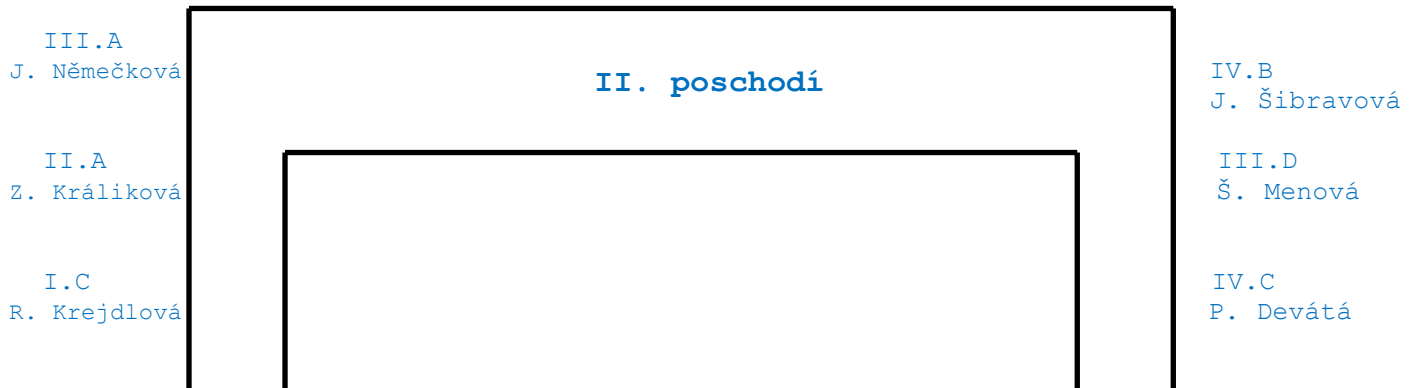 III.A
J. Němečková
II. poschodí
IV.B
J. Šibravová
II.A
Z. Králiková
III.D
Š. Menová
I.C
R. Krejdlová
IV.C
P. Devátá